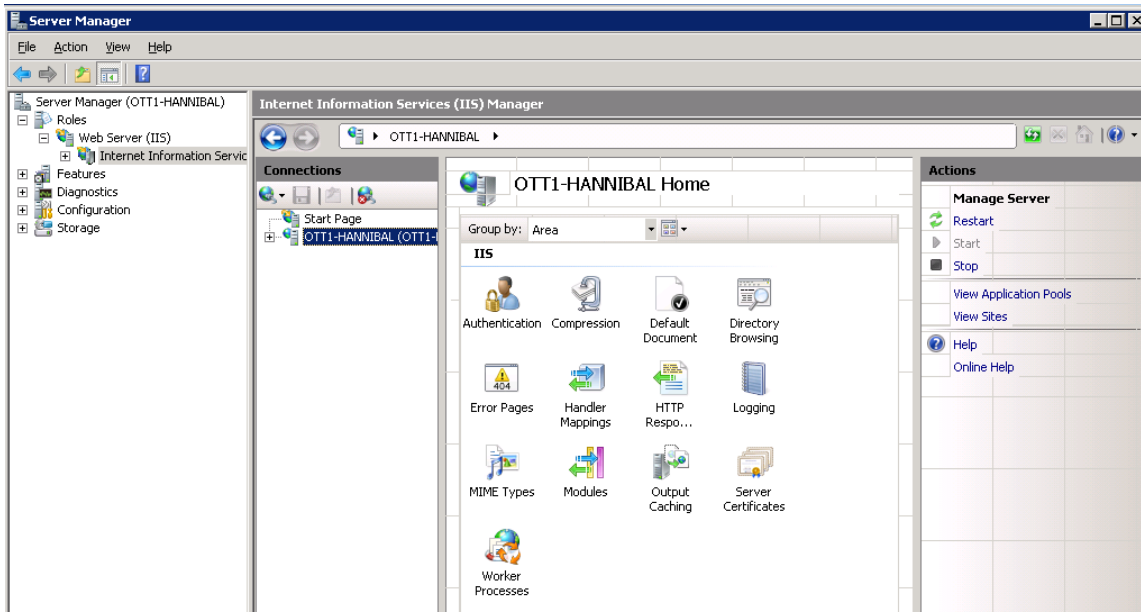 Server Manager
File Action View Help
Server Manager (OTT1-HANNIBAL)
Roles
Web Server (IIS)
Internet Information Servic
Features
Diagnostics
Configuration
Storage
Internet Information Services (IIS) Manager
OTT1-HANNIBAL
Connections
Start Page
OTT1-HANNIBAL (OTT1-
OTT1-HANNIBAL Home
Group by: Area
IIS
Authentication
Compression
Default
Document
Directory
Browsing
404
Error Pages
Handler
Mappings
HTTP
Respo...
Logging
MIME Types
Modules
Output
Caching
Server
Certificates
Worker
Processes
Actions
Manage Server
Restart
Start
Stop
View Application Pools
View Sites
Help
Online Help